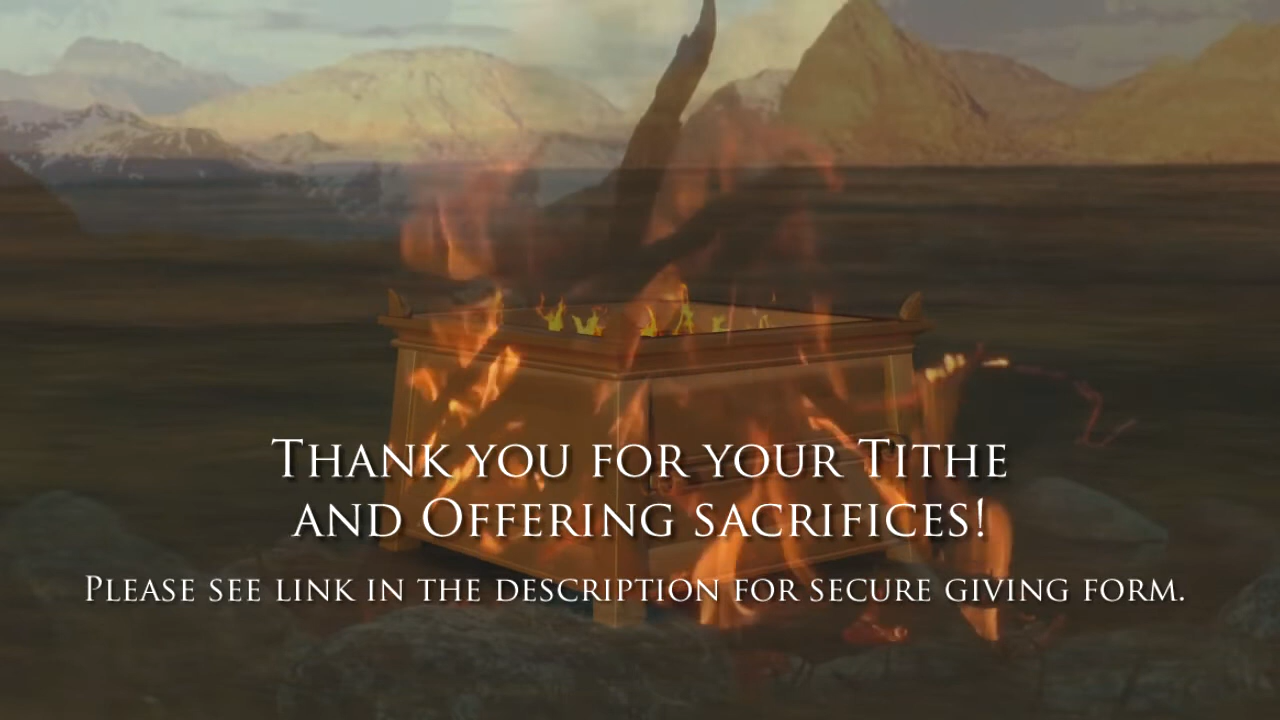 Thank you for your Tithe
and Offering sacrifices!
Please see link in the description for secure giving form.